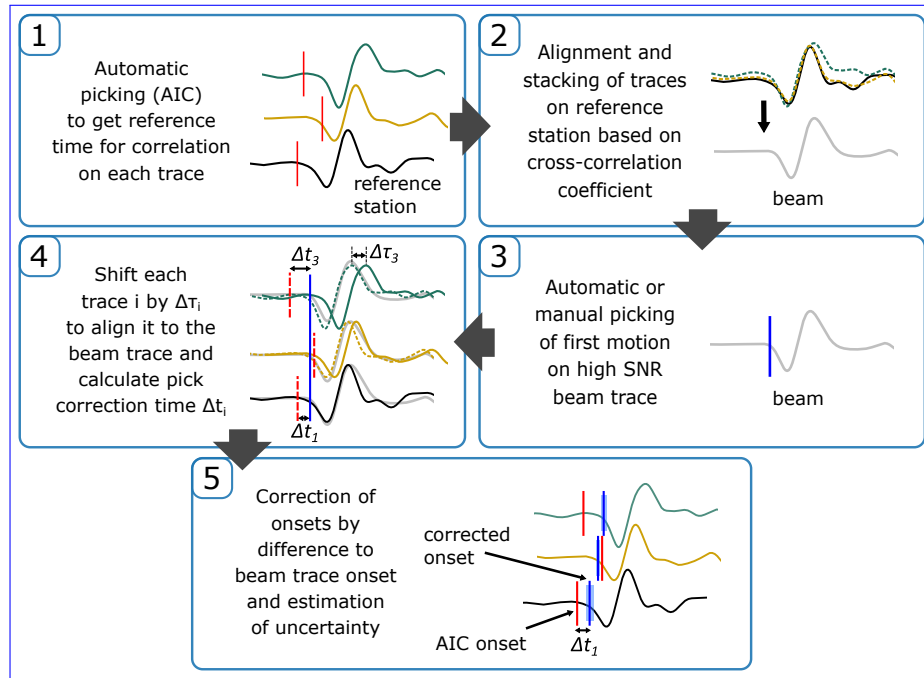 1
Automatic
picking (AIC)
to get reference
time for correlation
on each trace
reference
station
2
Alignment and
stacking of traces
on reference
station based on
cross-correlation
coefficient
beam
3
Automatic or
manual picking
of first motion
on high SNR
beam trace
beam
4
Shift each
trace i by Δτᵢ
to align it to the
beam trace and
calculate pick
correction time Δtᵢ
Δt₃
Δτ₃
Δt₁
5
Correction of
onsets by
difference to
beam trace onset
and estimation
of uncertainty
corrected
onset
AIC onset
Δt₁